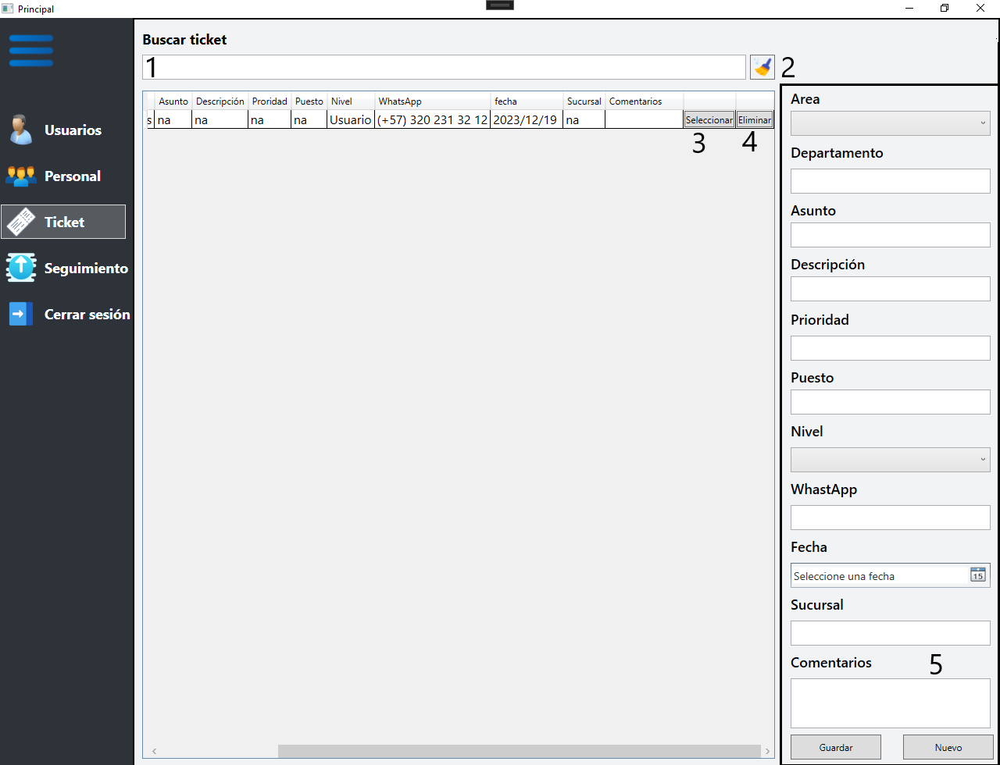 Principal
Usuarios
Personal
Ticket
Seguimiento
Cerrar sesión
Buscar ticket
1
2
Asunto Descripción Proridad Puesto Nivel WhatsApp fecha Sucursal Comentarios
s na na na na Usuario (+57) 320 231 32 12 2023/12/19 na Seleccionar Eliminar
3 4
Area
Departamento
Asunto
Descripción
Prioridad
Puesto
Nivel
WhastApp
Fecha
Seleccione una fecha 15
Sucursal
Comentarios 5
Guardar Nuevo